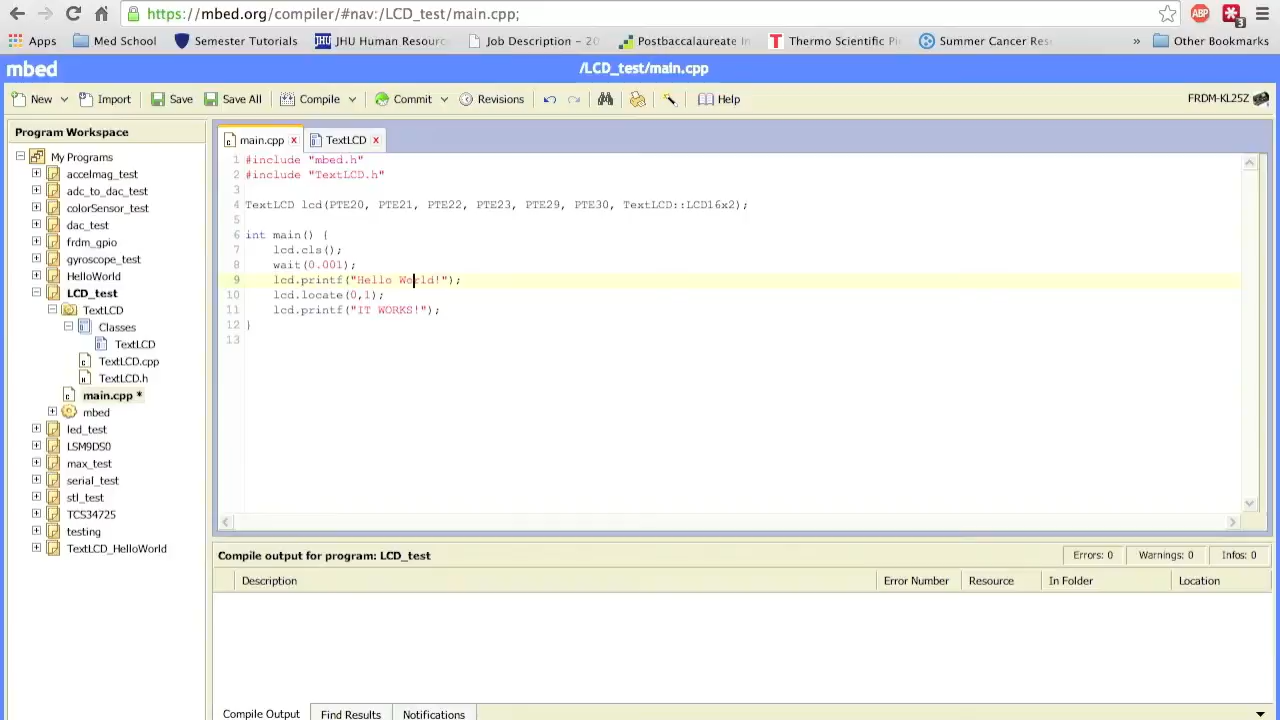 https://mbed.org/compiler/#nav:/LCD_test/main.cpp;
ABP
3
Apps
Med School
Semester Tutorials
JHU Human Resour
Job Description – 20
Postbaccalaureate In
Thermo Scientific Pi
Summer Cancer Res
»
Other Bookmarks
mbed
/LCD_test/main.cpp
New
Import
Save
Save All
Compile
Commit
Revisions
Help
FRDM-KL25Z
Program Workspace
My Programs
accelmag_test
adc_to_dac_test
colorSensor_test
dac_test
frdm_gpio
gyroscope_test
HelloWorld
LCD_test
TextLCD
Classes
TextLCD
TextLCD.cpp
TextLCD.h
main.cpp *
mbed
led_test
LSM9DS0
max_test
serial_test
stl_test
TCS34725
testing
TextLCD_HelloWorld
main.cpp x
TextLCD x
1 #include "mbed.h"
2 #include "TextLCD.h"
3
4 TextLCD lcd(PTE20, PTE21, PTE22, PTE23, PTE29, PTE30, TextLCD::LCD16x2);
5
6 int main() {
7 lcd.cls();
8 wait(0.001);
9 lcd.printf("Hello World!");
10 lcd.locate(0,1);
11 lcd.printf("IT WORKS!");
12 }
13
Compile output for program: LCD_test
Errors: 0
Warnings: 0
Infos: 0
Description
Error Number
Resource
In Folder
Location
Compile Output
Find Results
Notifications